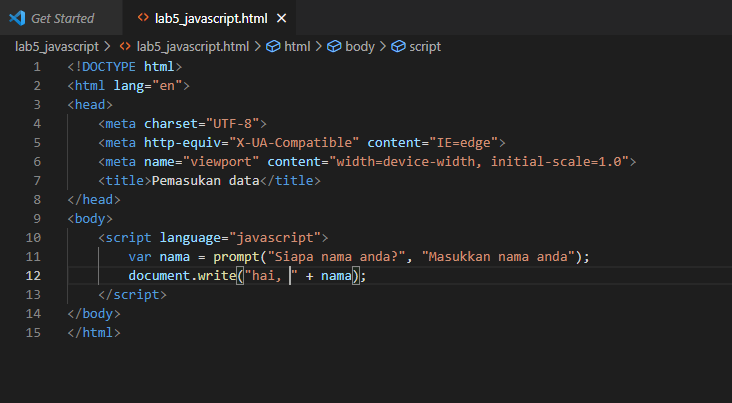 Get Started lab5_javascript.html
lab5_javascript > lab5_javascript.html > html > body > script
1 <!DOCTYPE html>
2 <html lang="en">
3 <head>
4 <meta charset="UTF-8">
5 <meta http-equiv="X-UA-Compatible" content="IE=edge">
6 <meta name="viewport" content="width=device-width, initial-scale=1.0">
7 <title>Pemasukan data</title>
8 </head>
9 <body>
10 <script language="javascript">
11 var nama = prompt("Siapa nama anda?", "Masukkan nama anda");
12 document.write("hai, " + nama);
13 </script>
14 </body>
15 </html>